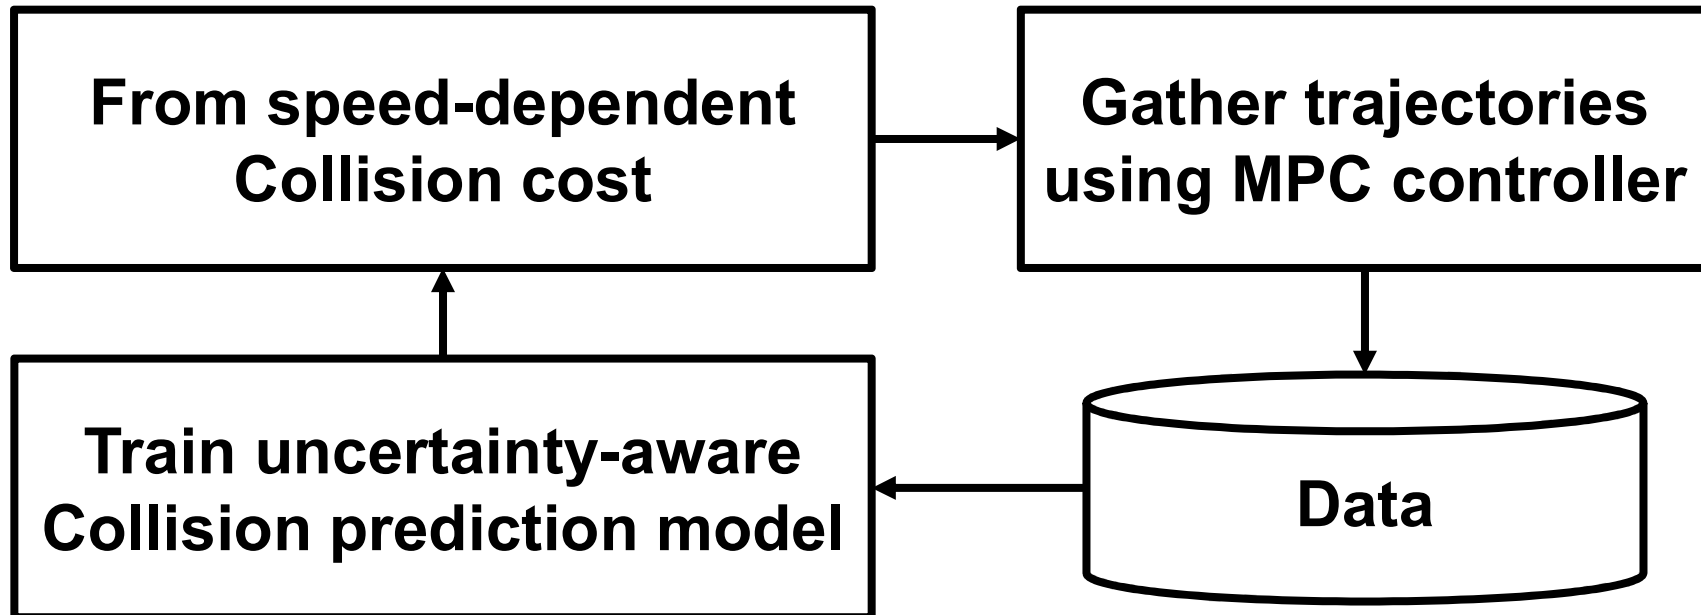 From speed-dependent
Collision cost
Gather trajectories
using MPC controller
Train uncertainty-aware
Collision prediction model
Data